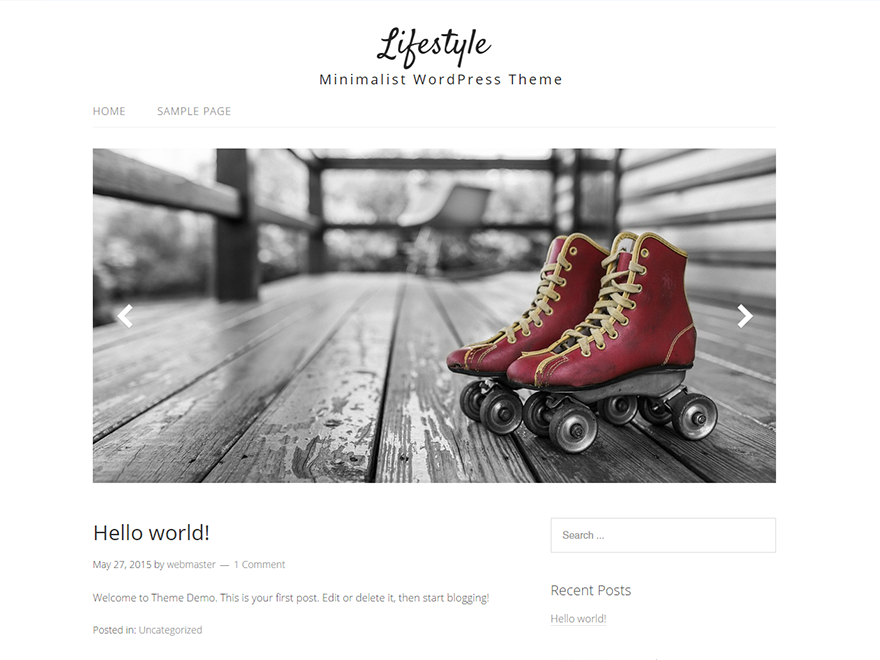 Lifestyle
Minimalist WordPress Theme
HOME SAMPLE PAGE
Hello world!
May 27, 2015 by webmaster — 1 Comment
Welcome to Theme Demo. This is your first post. Edit or delete it, then start blogging!
Posted in: Uncategorized
Search ...
Recent Posts
Hello world!